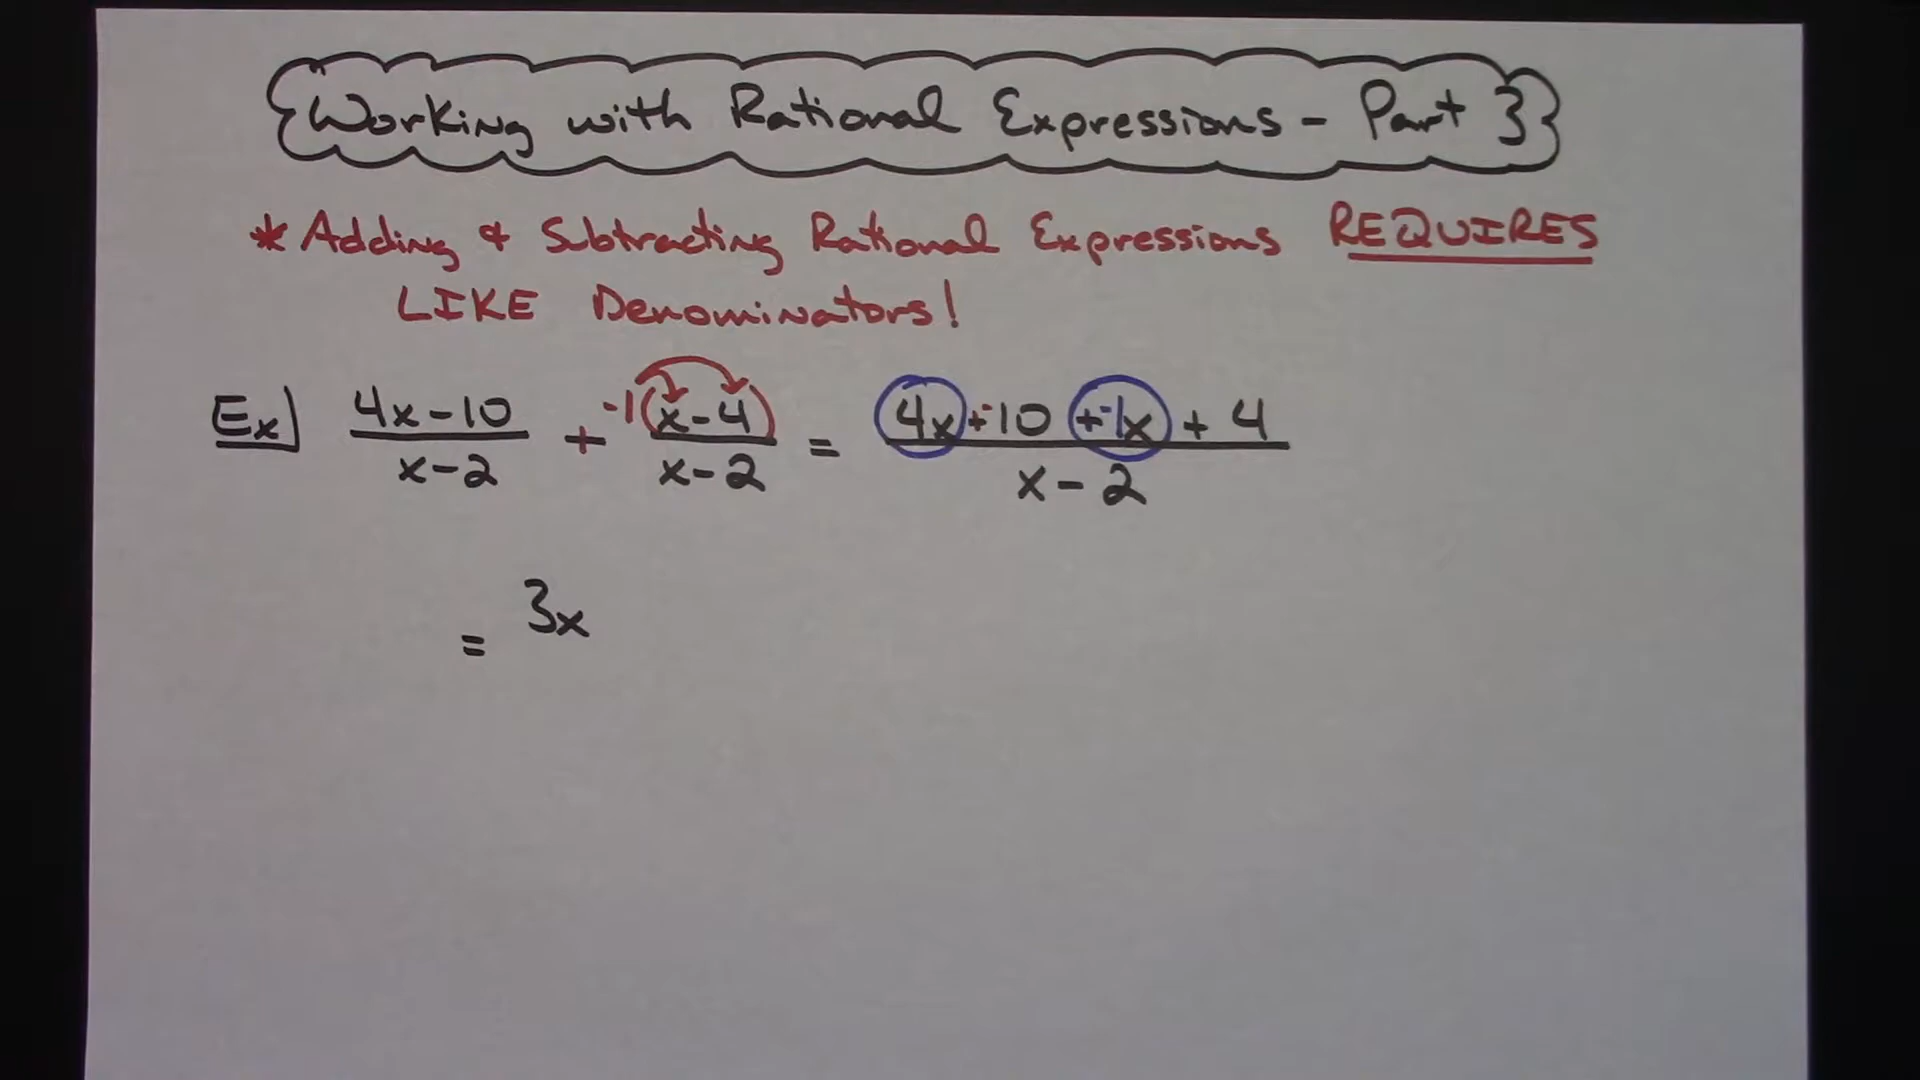 Working with Rational Expressions - Part 3
* Adding & Subtracting Rational Expressions REQUIRES
LIKE Denominators!
Ex) (4x-10)/(x-2) + -1(x-4)/(x-2) = (4x+-10+-1x+4)/(x-2)
= 3x